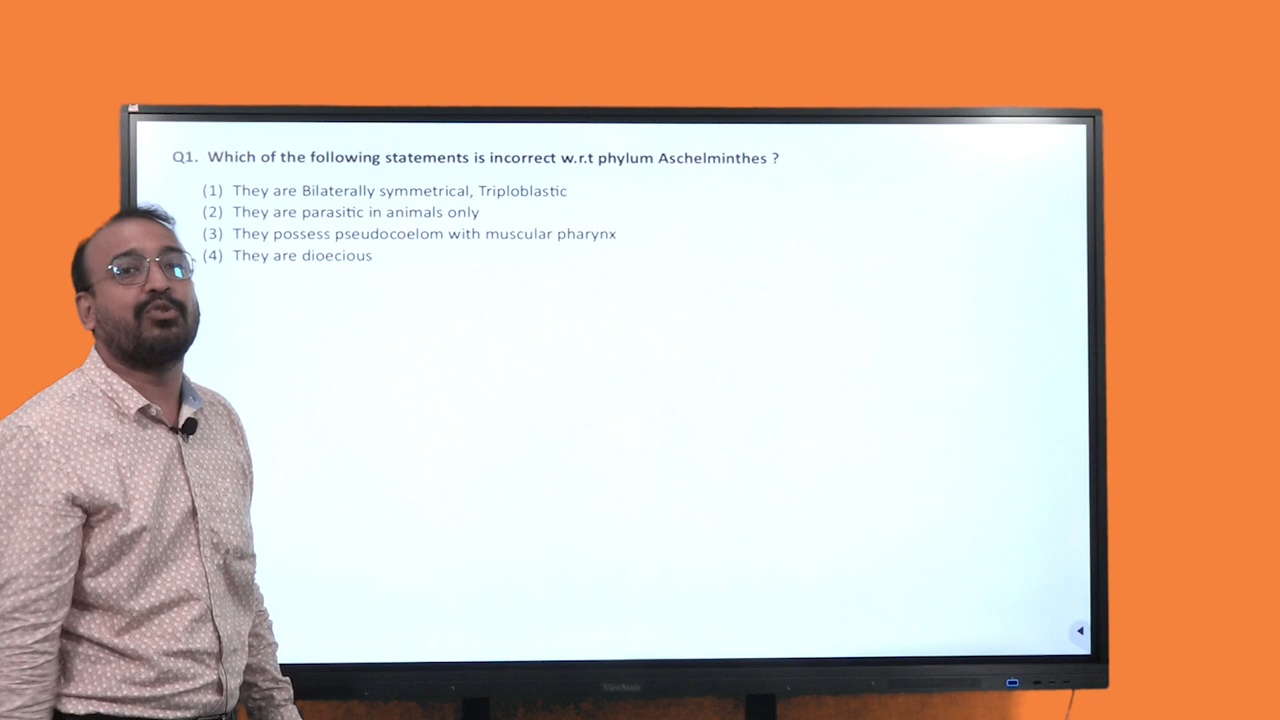 Q1. Which of the following statements is incorrect w.r.t phylum Aschelminthes ?
(1) They are Bilaterally symmetrical, Triploblastic
(2) They are parasitic in animals only
(3) They possess pseudocoelom with muscular pharynx
(4) They are dioecious
ViewSonic